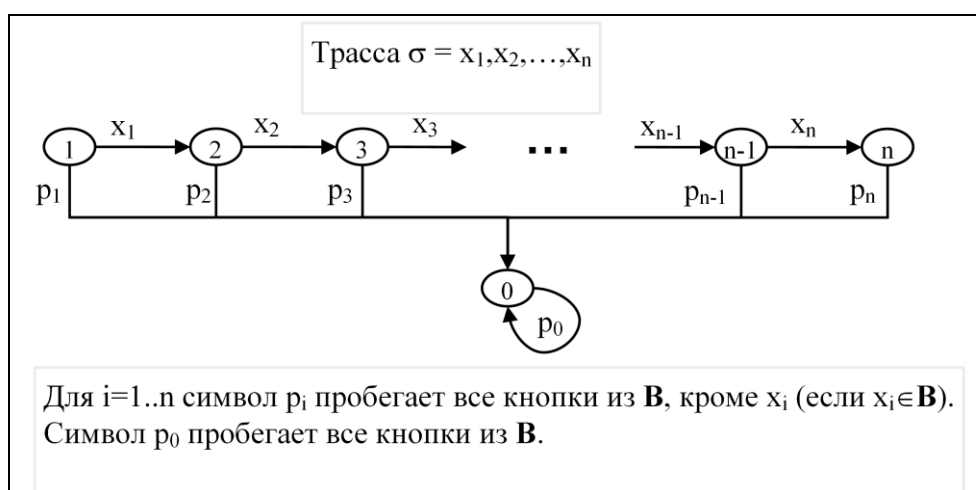 Трасса σ = x₁,x₂,…,xₙ
x₁ x₂ x₃ xₙ₋₁ xₙ
1 2 3 ... n-1 n
p₁ p₂ p₃ pₙ₋₁ pₙ
0
p₀
Для i=1..n символ pᵢ пробегает все кнопки из B, кроме xᵢ (если xᵢ∈B).
Символ p₀ пробегает все кнопки из B.